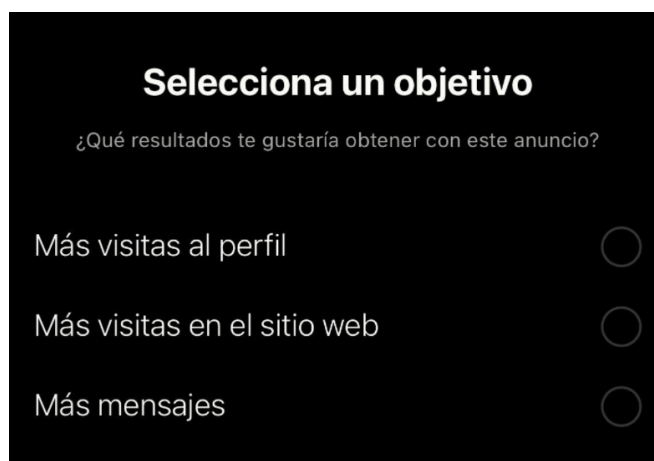 Selecciona un objetivo
¿Qué resultados te gustaría obtener con este anuncio?
Más visitas al perfil
Más visitas en el sitio web
Más mensajes